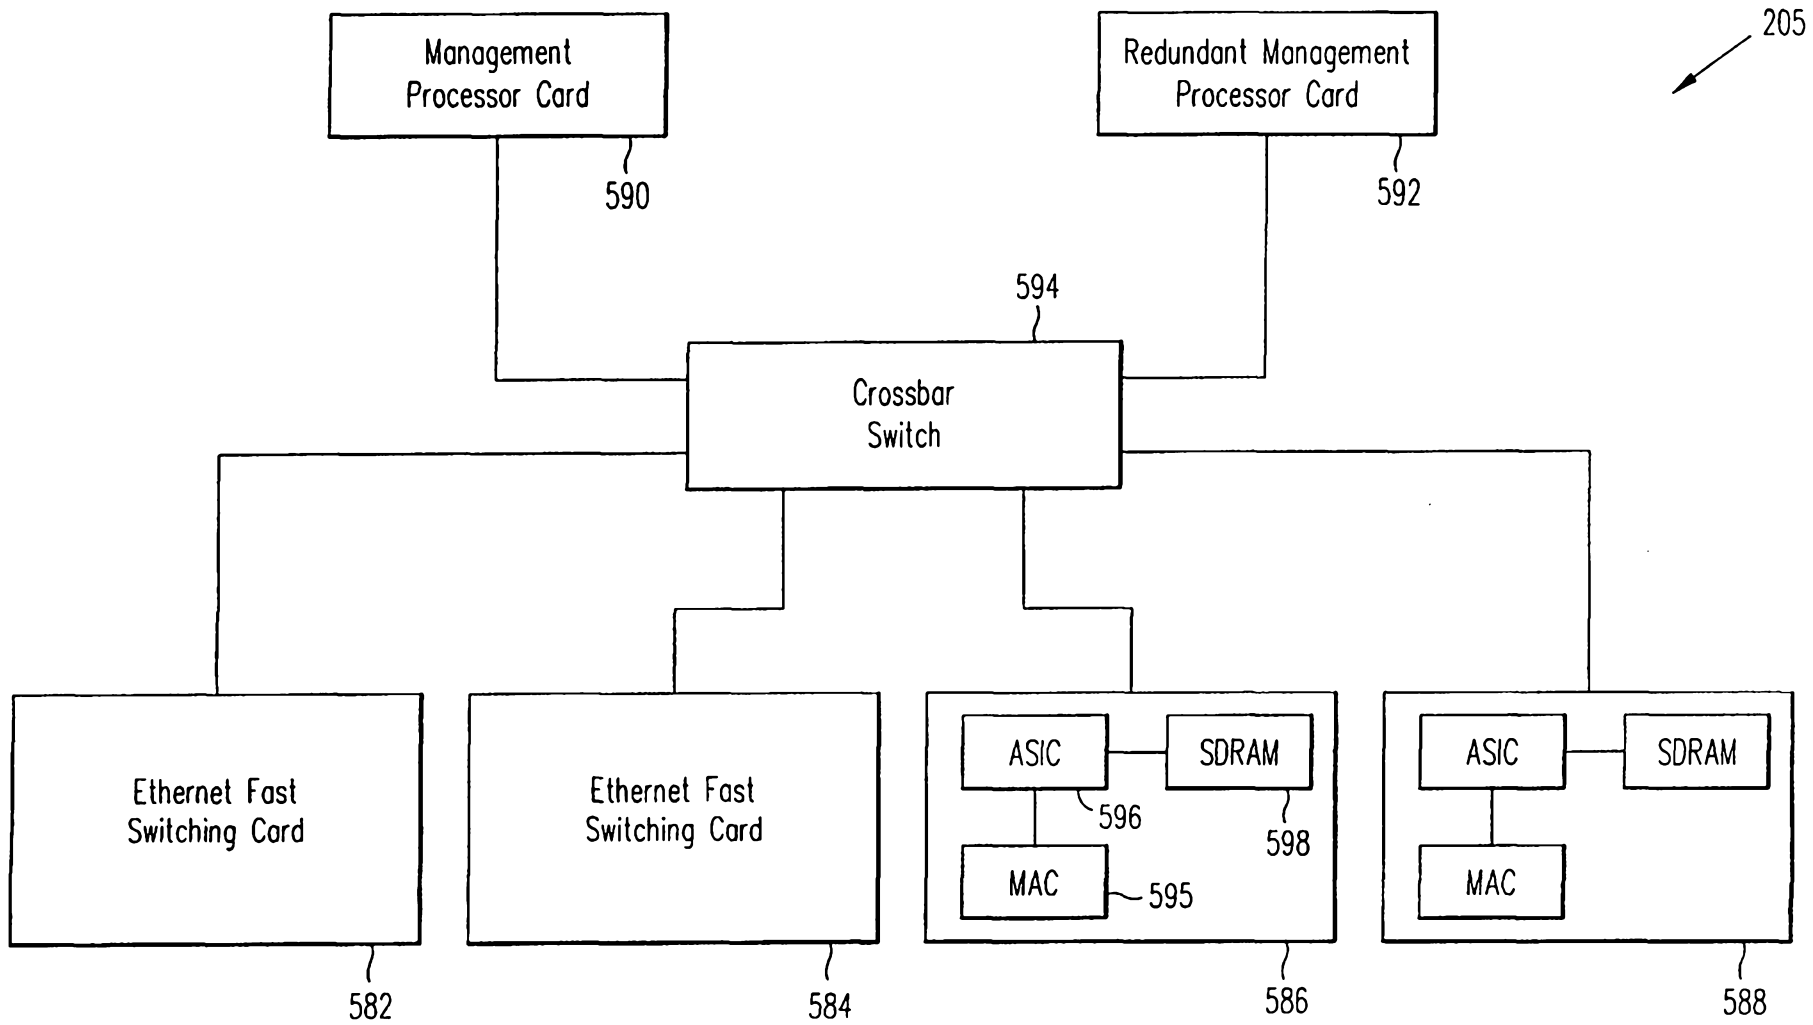 205
Management
Processor Card
590
Redundant Management
Processor Card
592
594
Crossbar
Switch
Ethernet Fast
Switching Card
582
Ethernet Fast
Switching Card
584
ASIC
SDRAM
596
598
MAC
595
586
ASIC
SDRAM
MAC
588